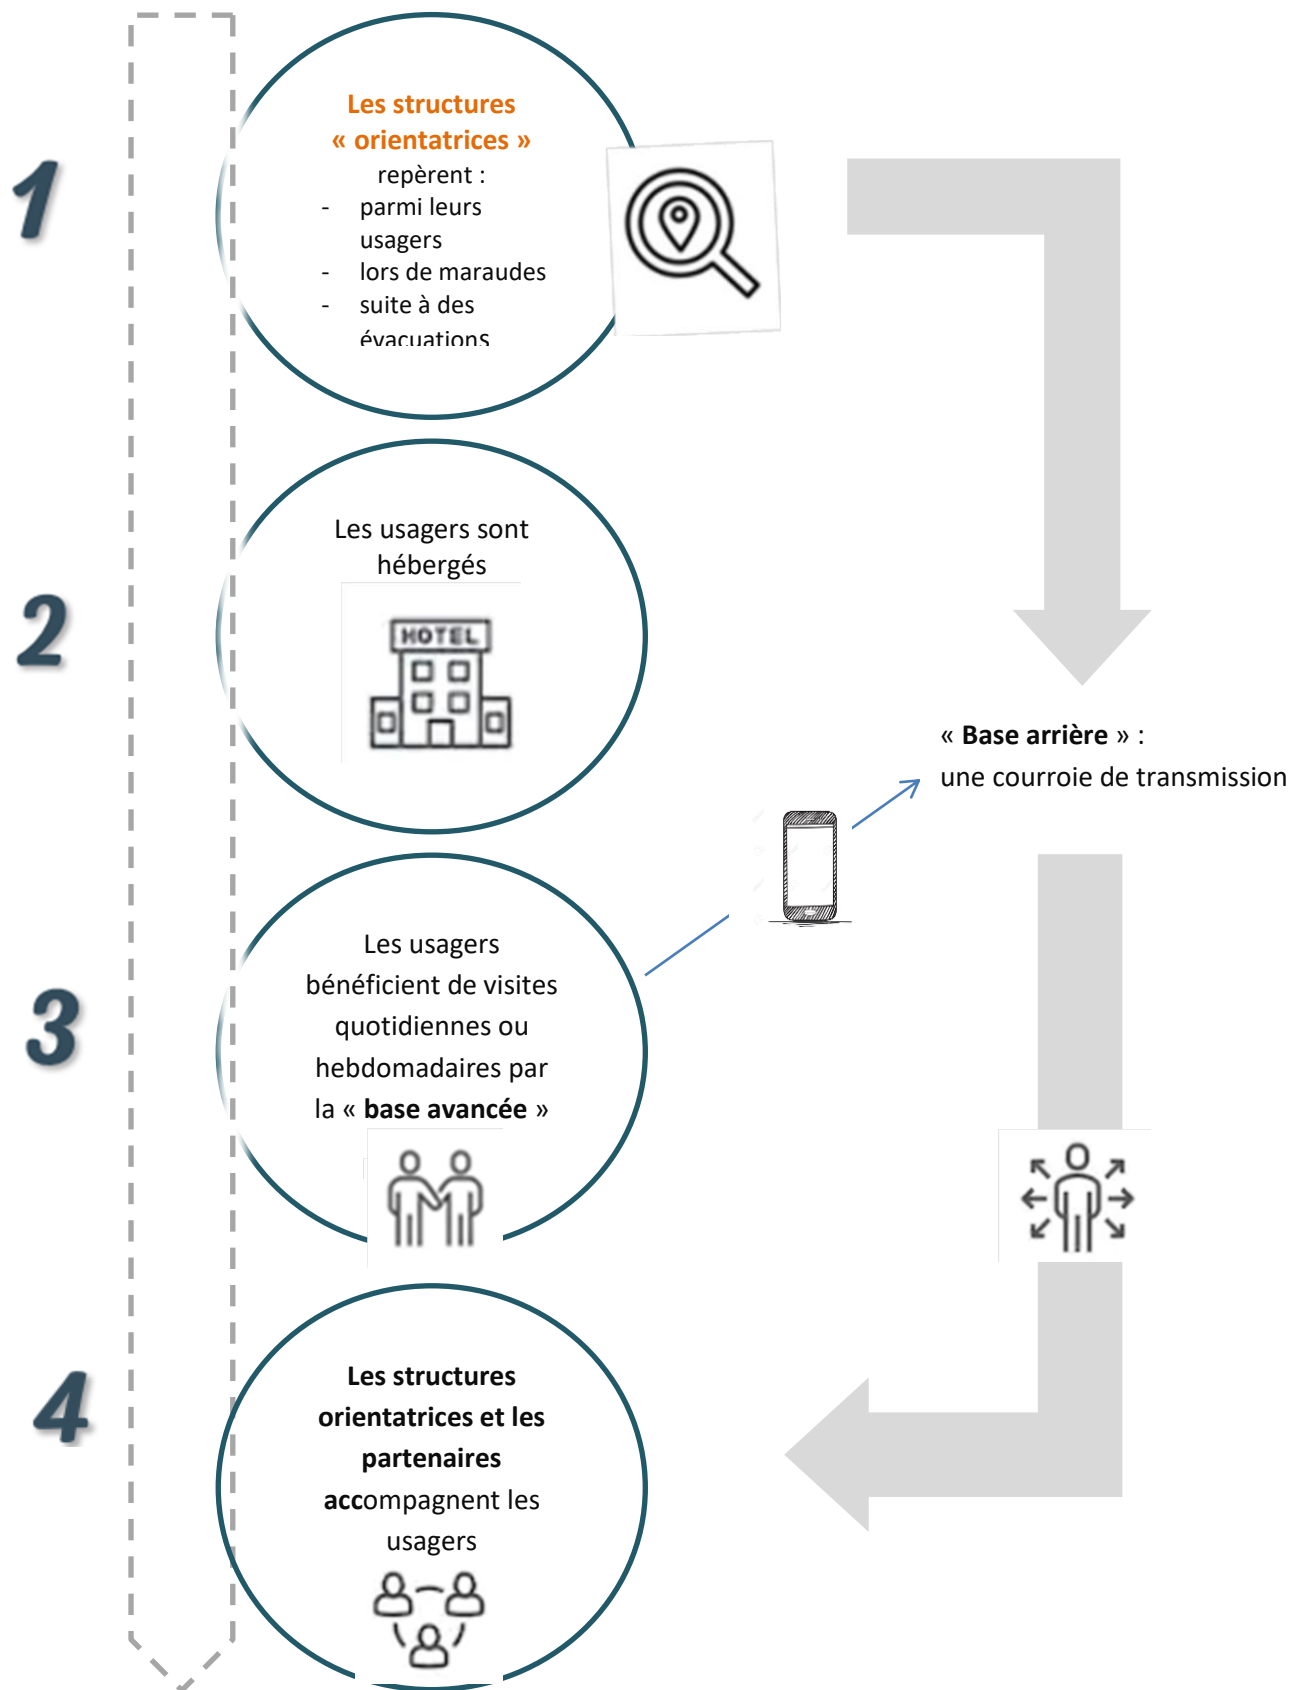 1
Les structures
« orientatrices »
repèrent :
- parmi leurs
usagers
- lors de maraudes
- suite à des
évacuations
2
Les usagers sont
hébergés
HOTEL
« Base arrière » :
une courroie de transmission
3
Les usagers
bénéficient de visites
quotidiennes ou
hebdomadaires par
la « base avancée »
4
Les structures
orientatrices et les
partenaires
accompagnent les
usagers